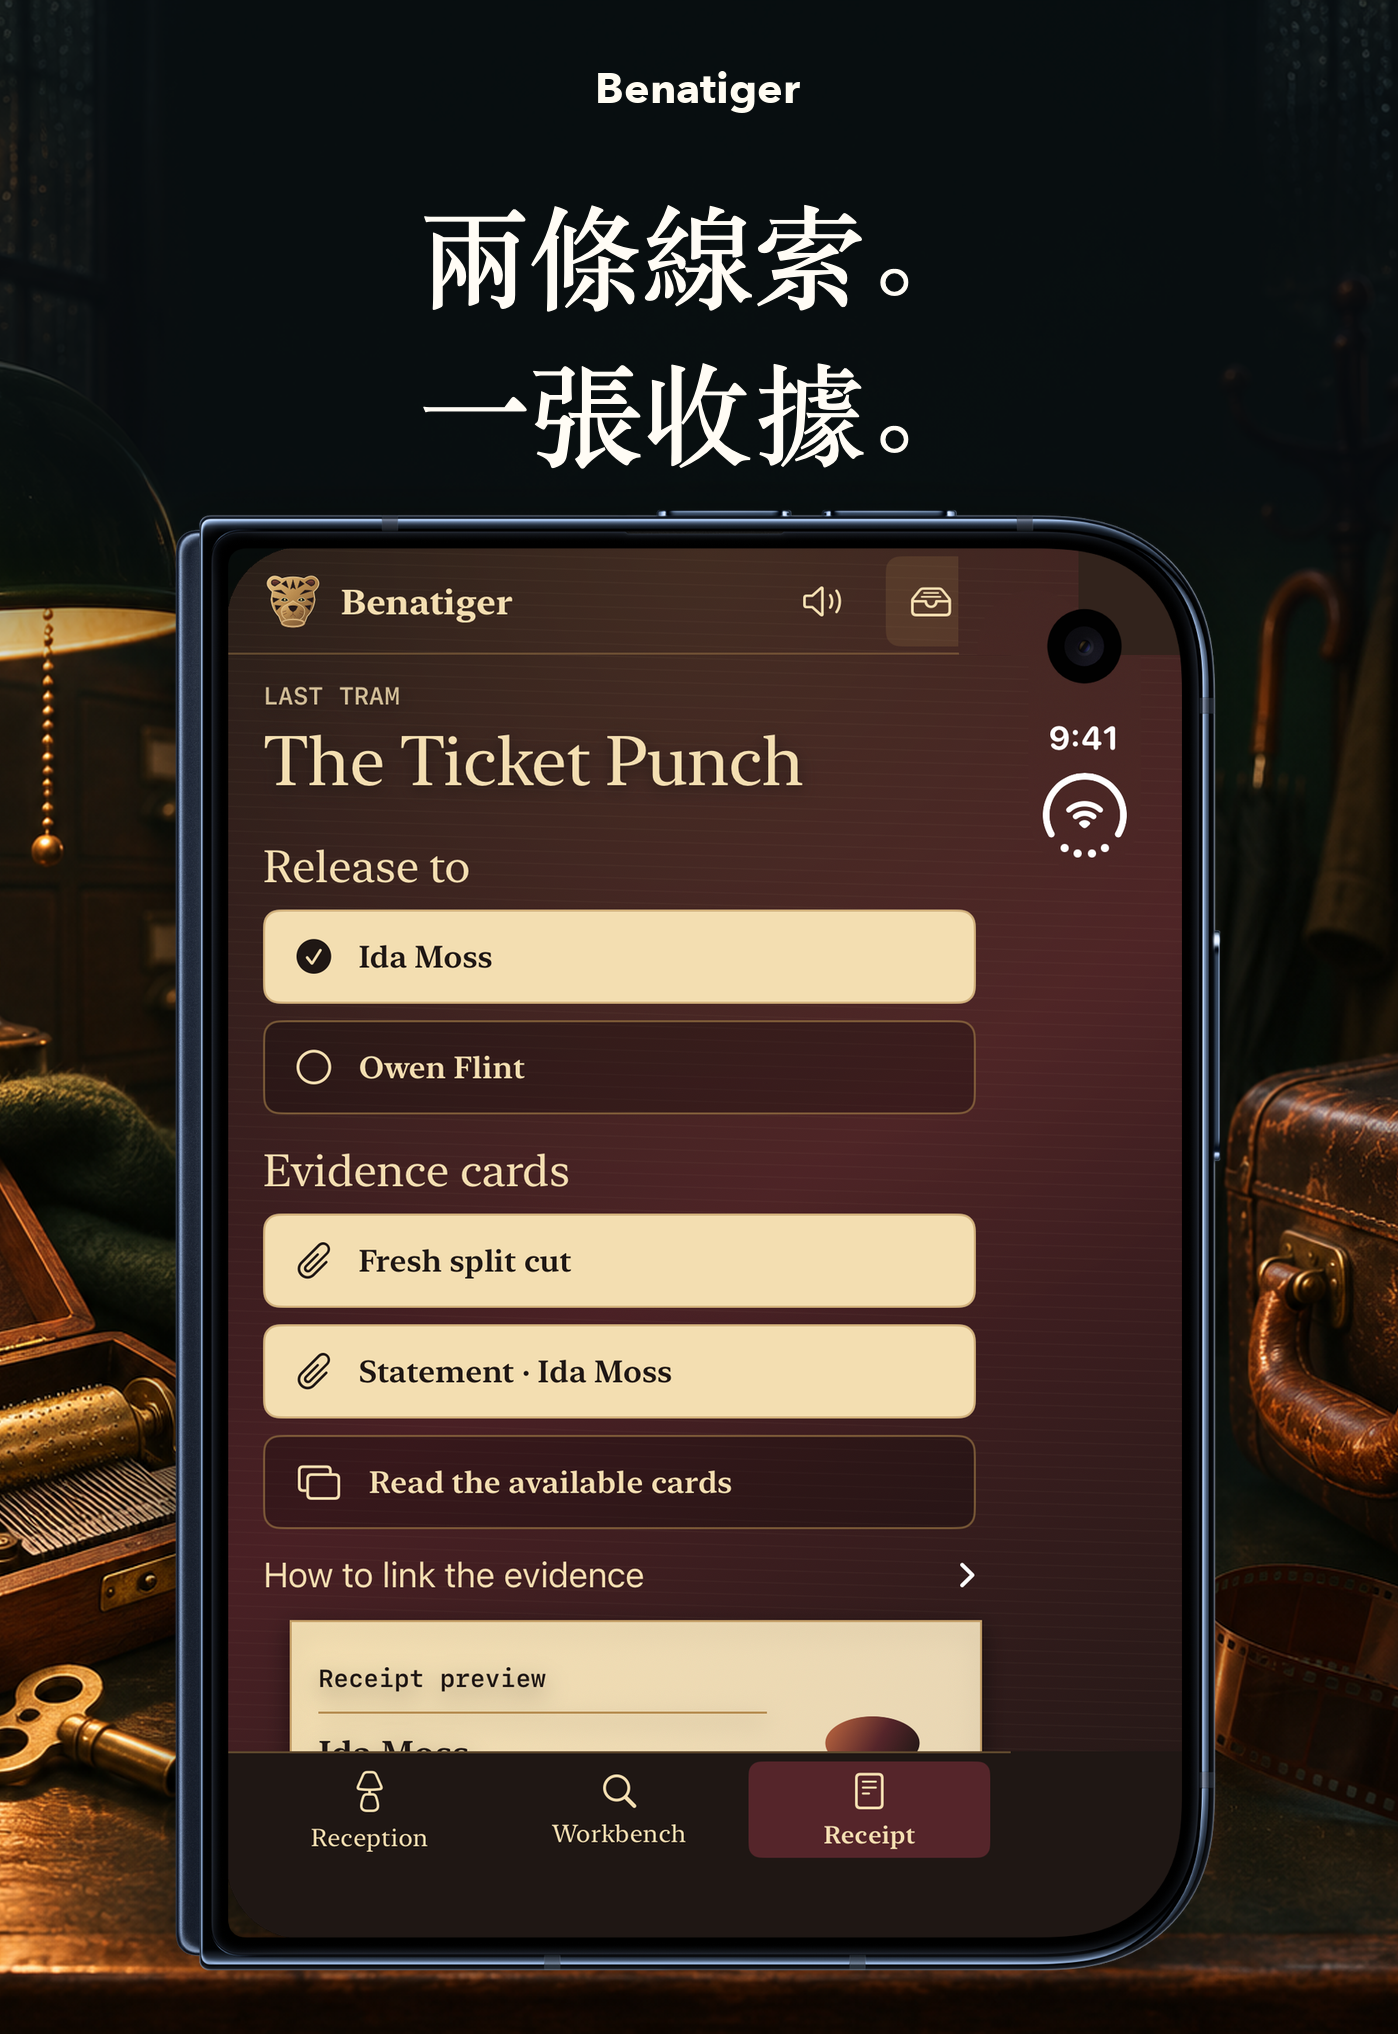 Benatiger
兩條線索。
一張收據。
Benatiger
9:41
LAST TRAM
The Ticket Punch
Release to
Ida Moss
Owen Flint
Evidence cards
Fresh split cut
Statement · Ida Moss
Read the available cards
How to link the evidence
Receipt preview
Ida Moss
Reception
Workbench
Receipt